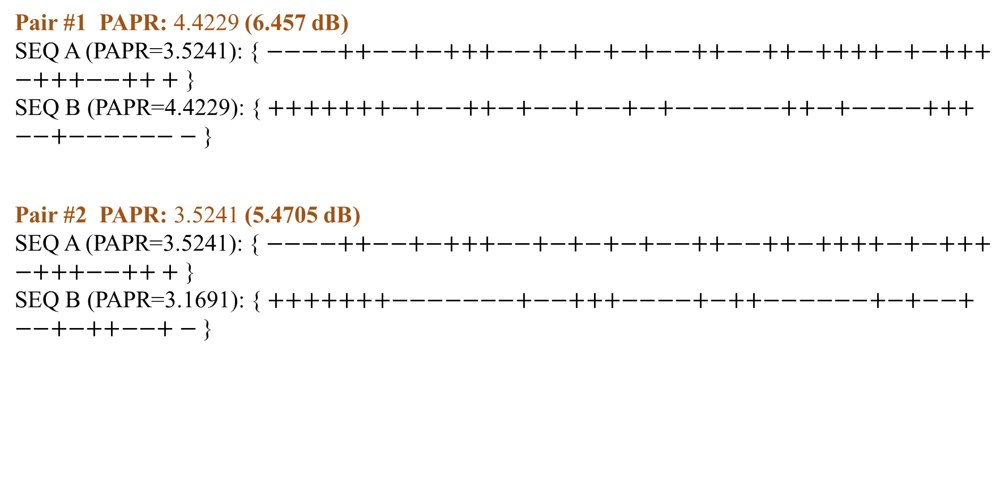 Pair #1 PAPR: 4.4229 (6.457 dB)
SEQ A (PAPR=3.5241): { −−−−++−−+−+++−−+−+−+−+−−++−−++−++++−+−+++
−+++−−++ + }
SEQ B (PAPR=4.4229): { +++++++−+−−++−+−−+−−+−+−−−−−−++−+−−−−+++
−−+−−−−−− − }
Pair #2 PAPR: 3.5241 (5.4705 dB)
SEQ A (PAPR=3.5241): { −−−−++−−+−+++−−+−+−+−+−−++−−++−++++−+−+++
−+++−−++ + }
SEQ B (PAPR=3.1691): { +++++++−−−−−−−+−−+++−−−−+−++−−−−−−+−+−−+
−−+−++−−+ − }